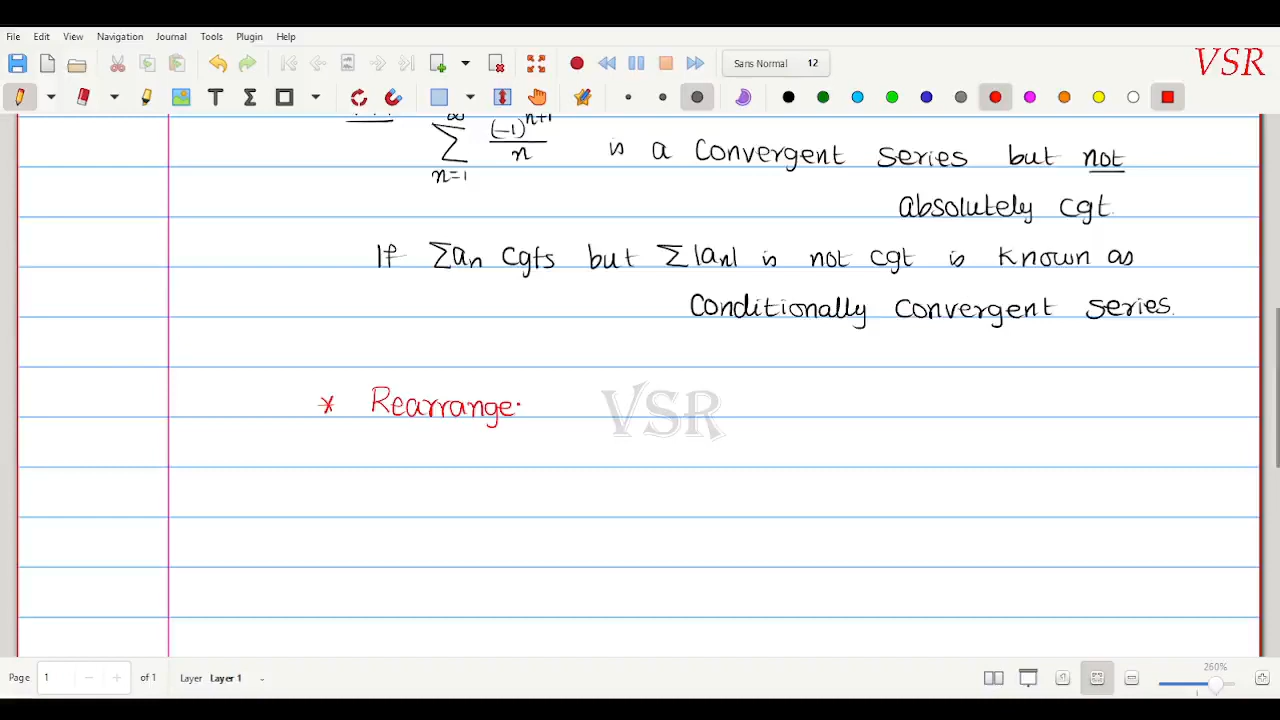 File Edit View Navigation Journal Tools Plugin Help
Sans Normal 12
VSR
∞
∑ (-1)^{n+1}/n is a Convergent series but not
n=1
absolutely cgt.
If ∑an cgts but ∑|an| is not cgt is known as
Conditionally Convergent series.
* Rearrange.
VSR
Page 1 of 1 Layer Layer 1
260%